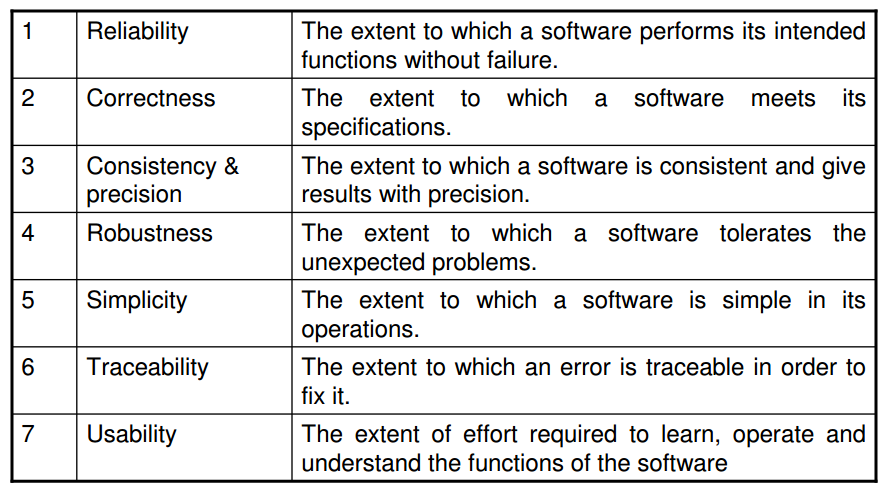 1 Reliability The extent to which a software performs its intended
functions without failure.
2 Correctness The extent to which a software meets its
specifications.
3 Consistency & The extent to which a software is consistent and give
precision results with precision.
4 Robustness The extent to which a software tolerates the
unexpected problems.
5 Simplicity The extent to which a software is simple in its
operations.
6 Traceability The extent to which an error is traceable in order to
fix it.
7 Usability The extent of effort required to learn, operate and
understand the functions of the software